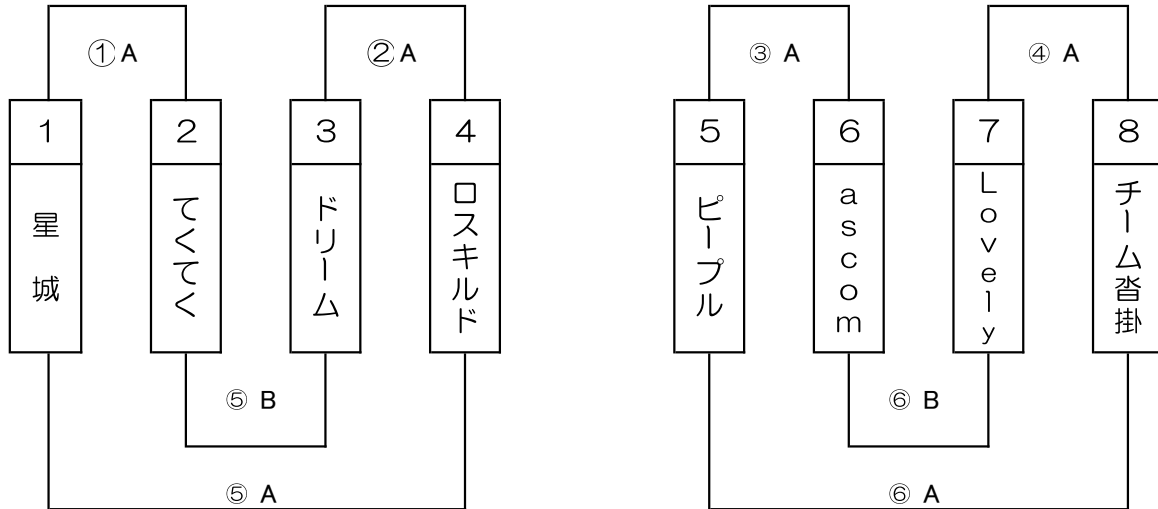 ① A
② A
③ A
④ A
1
2
3
4
5
6
7
8
星城
てくてく
ドリーム
ロスキルド
ピープル
ascom
Lovely
チーム沓掛
⑤ B
⑥ B
⑤ A
⑥ A